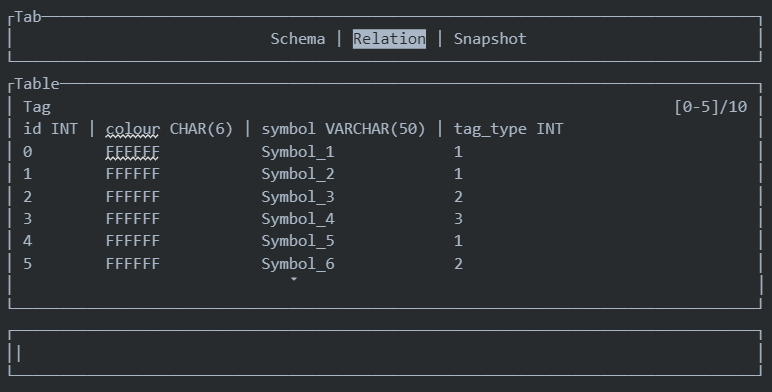 Tab
Schema | Relation | Snapshot
Table
Tag [0-5]/10
id INT | colour CHAR(6) | symbol VARCHAR(50) | tag_type INT
0 FFFFFF Symbol_1 1
1 FFFFFF Symbol_2 1
2 FFFFFF Symbol_3 2
3 FFFFFF Symbol_4 3
4 FFFFFF Symbol_5 1
5 FFFFFF Symbol_6 2